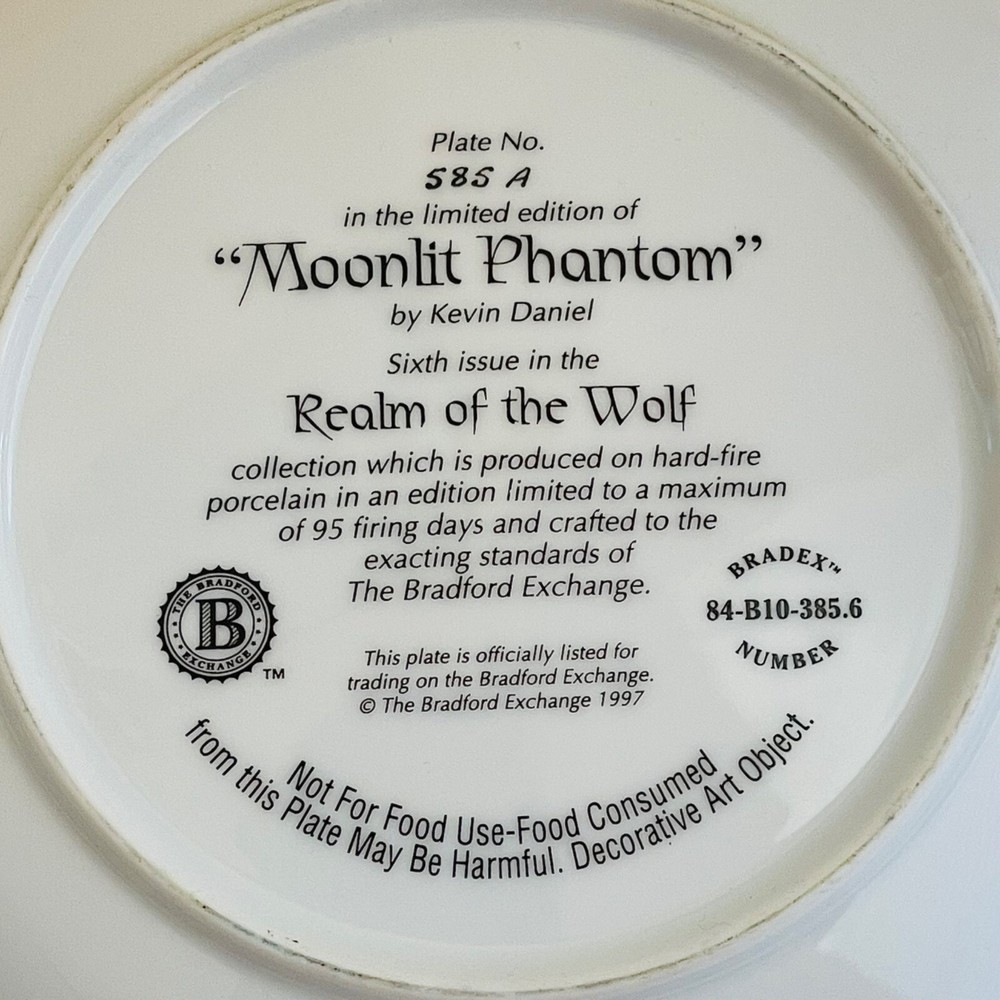 Plate No.
585 A
in the limited edition of
“Moonlit Phantom”
by Kevin Daniel
Sixth issue in the
Realm of the Wolf
collection which is produced on hard-fire
porcelain in an edition limited to a maximum
of 95 firing days and crafted to the
exacting standards of
The Bradford Exchange.
THE BRADFORD
B
EXCHANGE
TM
BRADEX™
84-B10-385.6
NUMBER
This plate is officially listed for
trading on the Bradford Exchange.
© The Bradford Exchange 1997
Not For Food Use-Food Consumed
from this Plate May Be Harmful. Decorative Art Object.